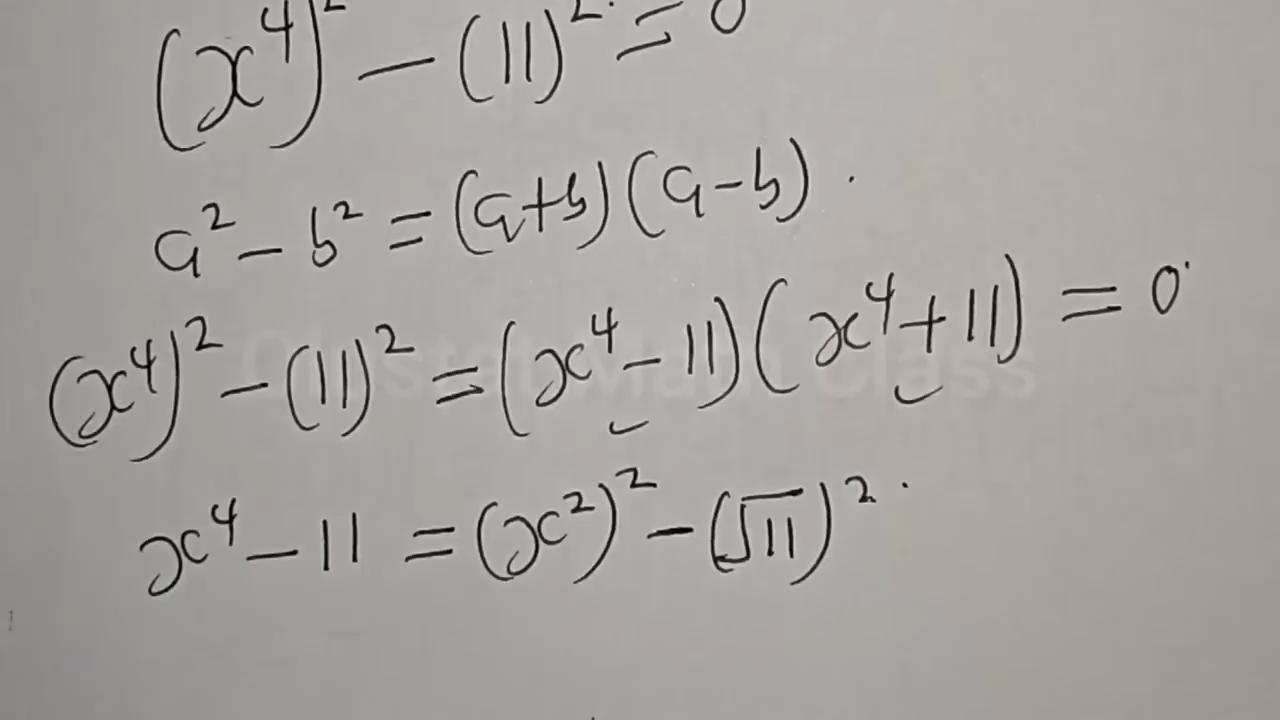 (x⁴)² − (11)² = 0
a² − b² = (a+b)(a−b).
(x⁴)² − (11)² = (x⁴ − 11)(x⁴ + 11) = 0
x⁴ − 11 = (x²)² − (√11)².